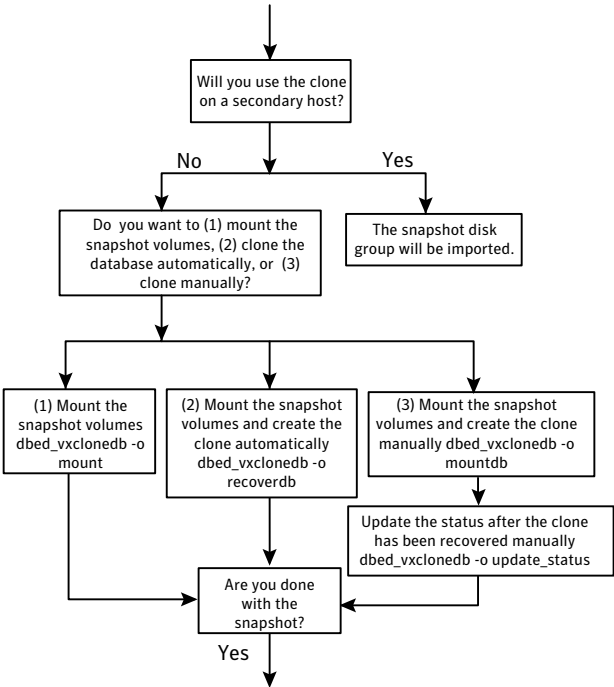 Will you use the clone
on a secondary host?
No
Yes
Do you want to (1) mount the
snapshot volumes, (2) clone the
database automatically, or (3)
clone manually?
The snapshot disk
group will be imported.
(1) Mount the
snapshot volumes
dbed_vxclonedb -o
mount
(2) Mount the snapshot
volumes and create the
clone automatically
dbed_vxclonedb -o
recoverdb
(3) Mount the snapshot
volumes and create the clone
manually dbed_vxclonedb -o
mountdb
Update the status after the clone
has been recovered manually
dbed_vxclonedb -o update_status
Are you done
with the
snapshot?
Yes